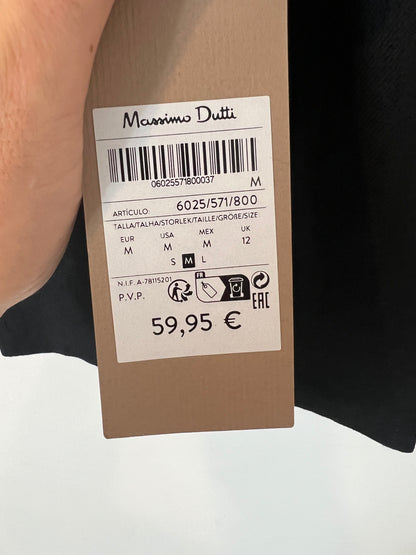 Massimo Dutti
06025571800037 M
ARTÍCULO: 6025/571/800
TALLA/TALHA/STORLEK/TAILLE/GRÖßE/SIZE
EUR USA MEX UK
M M M 12
S M L
N.I.F. A-78115201
P.V.P.
FR
EAC
59,95 €